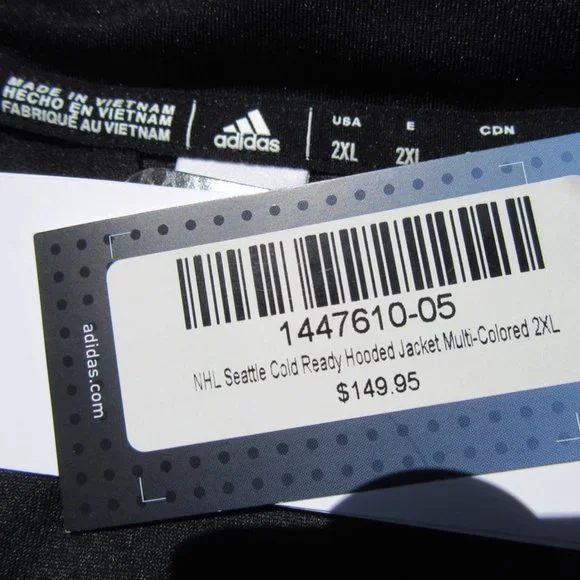 MADE IN VIETNAM
HECHO EN VIETNAM
FABRIQUÉ AU VIETNAM
adidas
USA
2XL
E
2XL
CDN
adidas.com
1447610-05
NHL Seattle Cold Ready Hooded Jacket Multi-Colored 2XL
$149.95